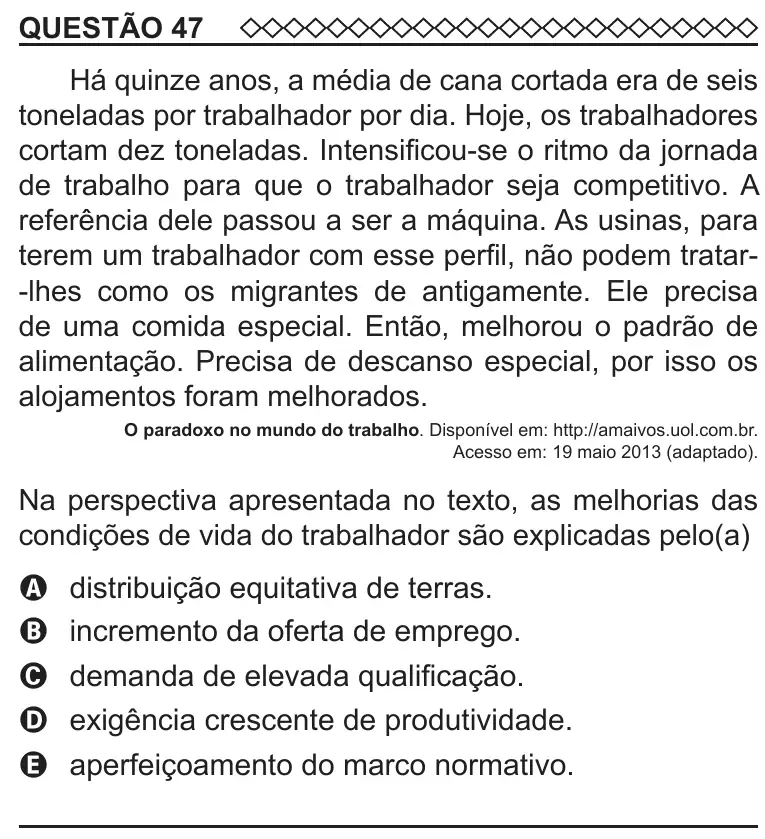 QUESTÃO 47
Há quinze anos, a média de cana cortada era de seis
toneladas por trabalhador por dia. Hoje, os trabalhadores
cortam dez toneladas. Intensificou-se o ritmo da jornada
de trabalho para que o trabalhador seja competitivo. A
referência dele passou a ser a máquina. As usinas, para
terem um trabalhador com esse perfil, não podem tratar-
-lhes como os migrantes de antigamente. Ele precisa
de uma comida especial. Então, melhorou o padrão de
alimentação. Precisa de descanso especial, por isso os
alojamentos foram melhorados.
O paradoxo no mundo do trabalho. Disponível em: http://amaivos.uol.com.br.
Acesso em: 19 maio 2013 (adaptado).
Na perspectiva apresentada no texto, as melhorias das
condições de vida do trabalhador são explicadas pelo(a)
A distribuição equitativa de terras.
B incremento da oferta de emprego.
C demanda de elevada qualificação.
D exigência crescente de produtividade.
E aperfeiçoamento do marco normativo.